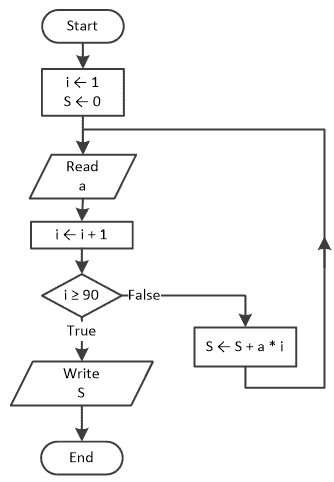 Start
i ← 1
S ← 0
Read
a
i ← i + 1
i ≥ 90
False
True
S ← S + a * i
Write
S
End